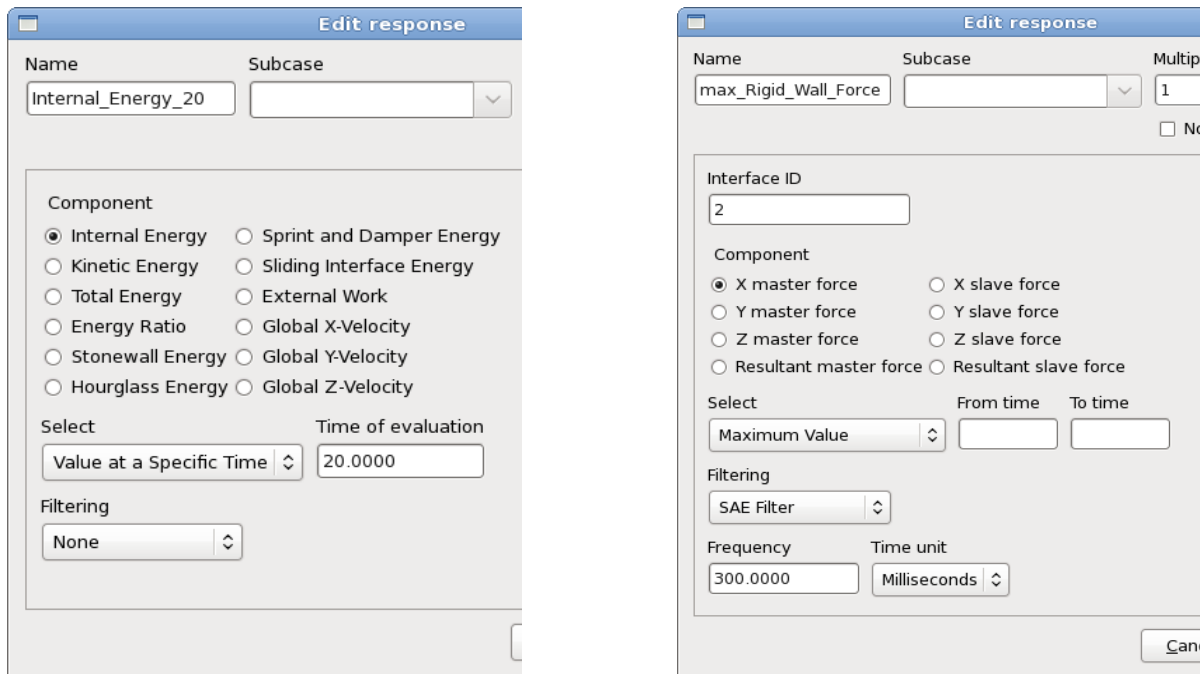 Edit response
Name Subcase
Internal_Energy_20
Component
Internal Energy Sprint and Damper Energy
Kinetic Energy Sliding Interface Energy
Total Energy External Work
Energy Ratio Global X-Velocity
Stonewall Energy Global Y-Velocity
Hourglass Energy Global Z-Velocity
Select Time of evaluation
Value at a Specific Time 20.0000
Filtering
None
Edit response
Name Subcase Multip
max_Rigid_Wall_Force 1
No
Interface ID
2
Component
X master force X slave force
Y master force Y slave force
Z master force Z slave force
Resultant master force Resultant slave force
Select From time To time
Maximum Value
Filtering
SAE Filter
Frequency Time unit
300.0000 Milliseconds
Can